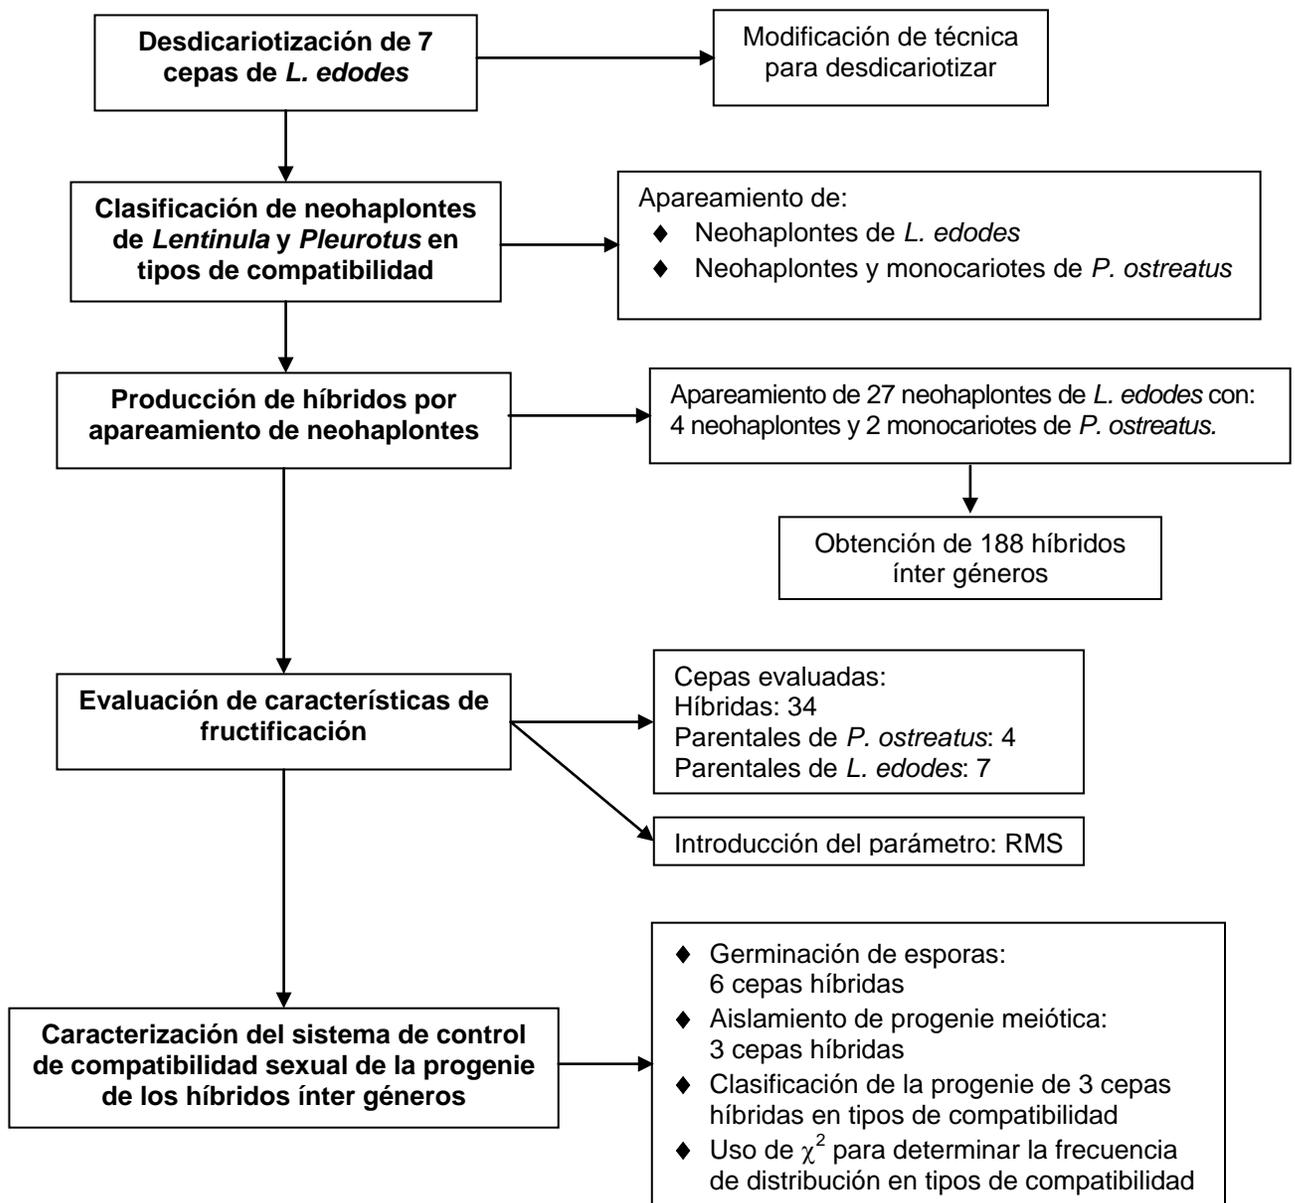 Desdicariotización de 7
cepas de L. edodes
Modificación de técnica
para desdicariotizar
Clasificación de neohaplontes
de Lentinula y Pleurotus en
tipos de compatibilidad
Apareamiento de:
♦ Neohaplontes de L. edodes
♦ Neohaplontes y monocariotes de P. ostreatus
Producción de híbridos por
apareamiento de neohaplontes
Apareamiento de 27 neohaplontes de L. edodes con:
4 neohaplontes y 2 monocariotes de P. ostreatus.
Obtención de 188 híbridos
ínter géneros
Evaluación de características de
fructificación
Cepas evaluadas:
Híbridas: 34
Parentales de P. ostreatus: 4
Parentales de L. edodes: 7
Introducción del parámetro: RMS
Caracterización del sistema de control
de compatibilidad sexual de la progenie
de los híbridos ínter géneros
♦ Germinación de esporas:
6 cepas híbridas
♦ Aislamiento de progenie meiótica:
3 cepas híbridas
♦ Clasificación de la progenie de 3 cepas
híbridas en tipos de compatibilidad
♦ Uso de χ² para determinar la frecuencia
de distribución en tipos de compatibilidad